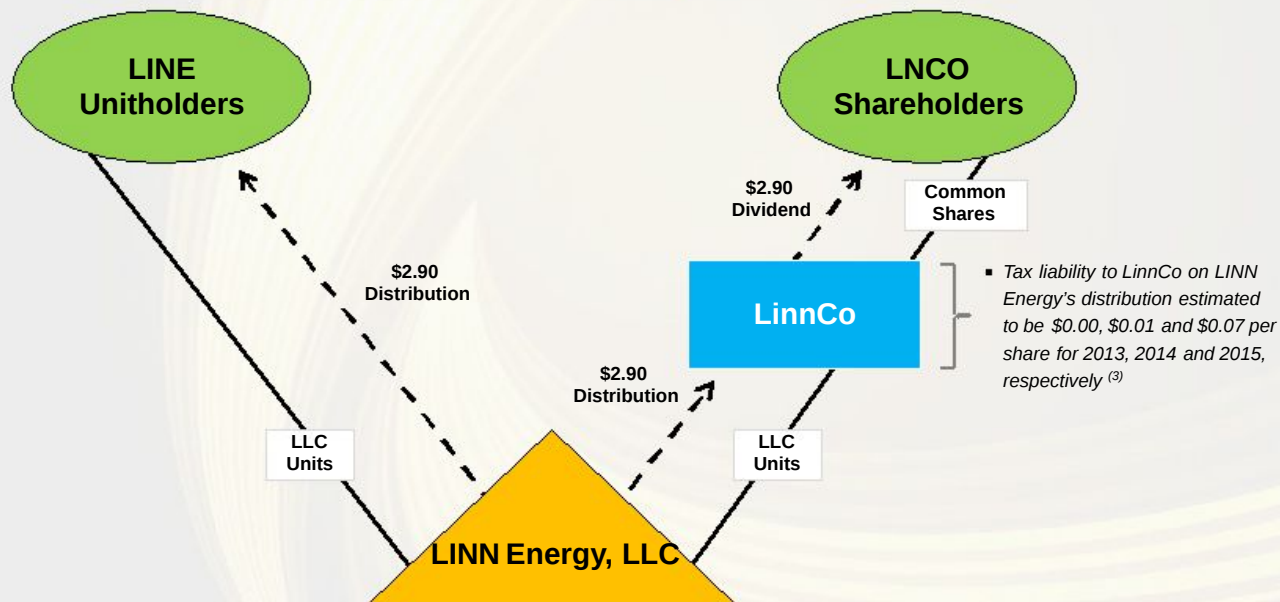 LINE
Unitholders
LNCO
Shareholders
$2.90
Dividend
Common
Shares
$2.90
Distribution
LinnCo
▪ Tax liability to LinnCo on LINN
Energy's distribution estimated
to be $0.00, $0.01 and $0.07 per
share for 2013, 2014 and 2015,
respectively (3)
$2.90
Distribution
LLC
Units
LLC
Units
LINN Energy, LLC